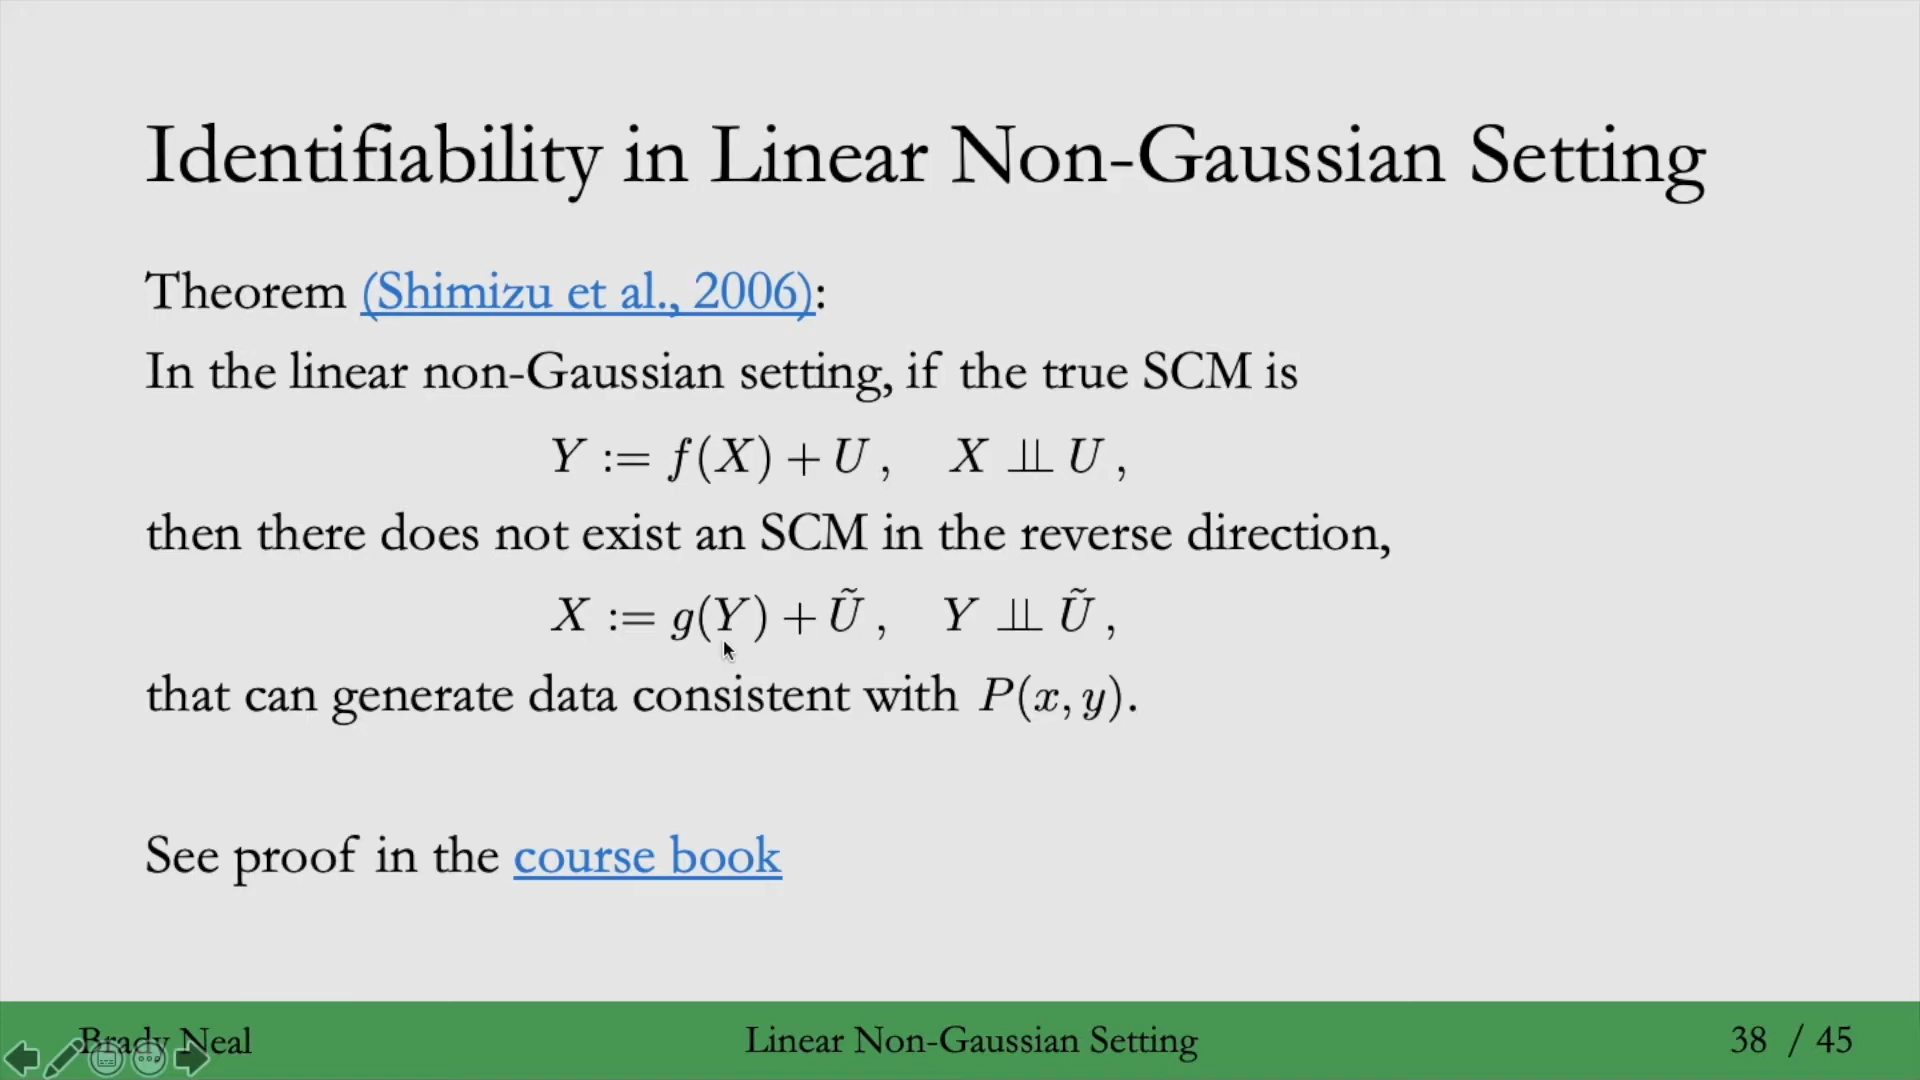 Identifiability in Linear Non-Gaussian Setting
Theorem (Shimizu et al., 2006):
In the linear non-Gaussian setting, if the true SCM is
Y := f(X) + U ,    X ⫫ U ,
then there does not exist an SCM in the reverse direction,
X := g(Y) + Ũ ,    Y ⫫ Ũ ,
that can generate data consistent with P(x, y).
See proof in the course book
Brady Neal
Linear Non-Gaussian Setting
38 / 45